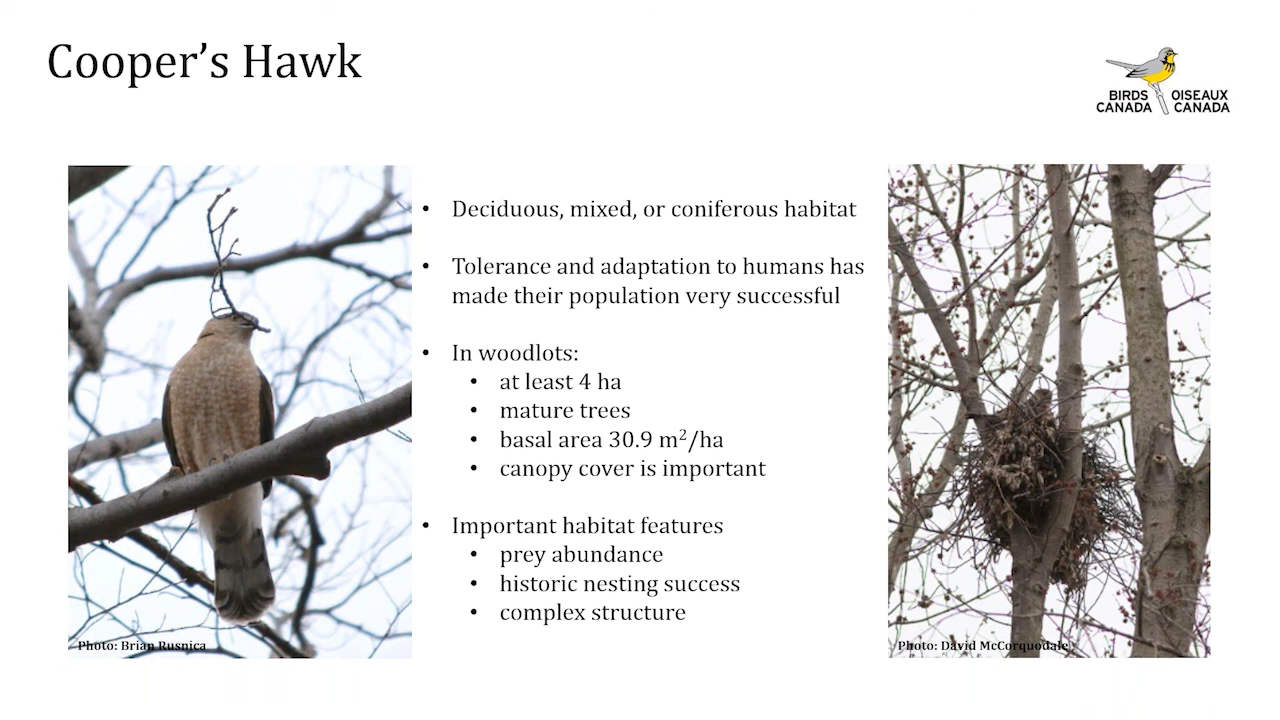 Cooper’s Hawk
BIRDS OISEAUX
CANADA CANADA
• Deciduous, mixed, or coniferous habitat
• Tolerance and adaptation to humans has
made their population very successful
• In woodlots:
• at least 4 ha
• mature trees
• basal area 30.9 m²/ha
• canopy cover is important
• Important habitat features
• prey abundance
• historic nesting success
• complex structure
Photo: Brian Rusnica
Photo: David McCorquodale